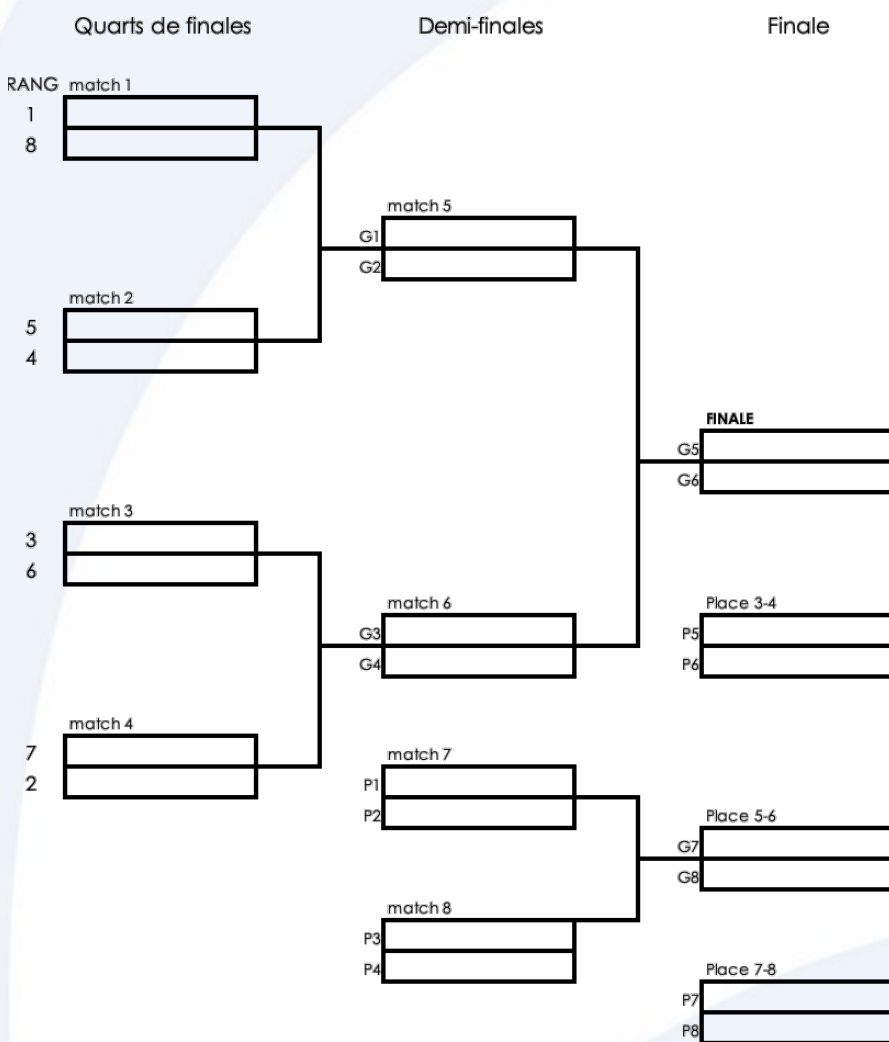 Quarts de finales
Demi-finales
Finale
RANG match 1
1
8
match 5
G1
G2
match 2
5
4
FINALE
G5
G6
match 3
3
6
match 6
G3
G4
Place 3-4
P5
P6
match 4
7
2
match 7
P1
P2
Place 5-6
G7
G8
match 8
P3
P4
Place 7-8
P7
P8